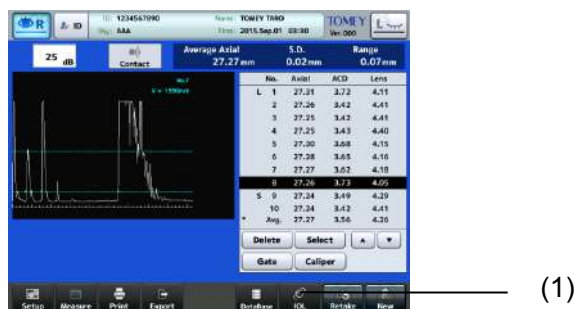 R ID ID: 1234567890 Name: TOMEY TARO TOMEY L
Phy: AAA Time: 2015.Sep.01 03:30 Ver.000
25 dB Contact Average Axial S.D. Range
27.27 mm 0.02 mm 0.07 mm
No. Axial ACD Lens
L 1 27.31 3.72 4.11
2 27.26 3.42 4.41
3 27.25 3.42 4.41
4 27.25 3.43 4.40
5 27.30 3.68 4.15
6 27.28 3.65 4.16
7 27.27 3.62 4.18
8 27.26 3.73 4.05
S 9 27.24 3.49 4.29
10 27.24 3.42 4.41
Avg. 27.27 3.56 4.26
Delete Select ▲ ▼
Gate Caliper
Setup Measure Print Export Database IOL Retake New
(1)